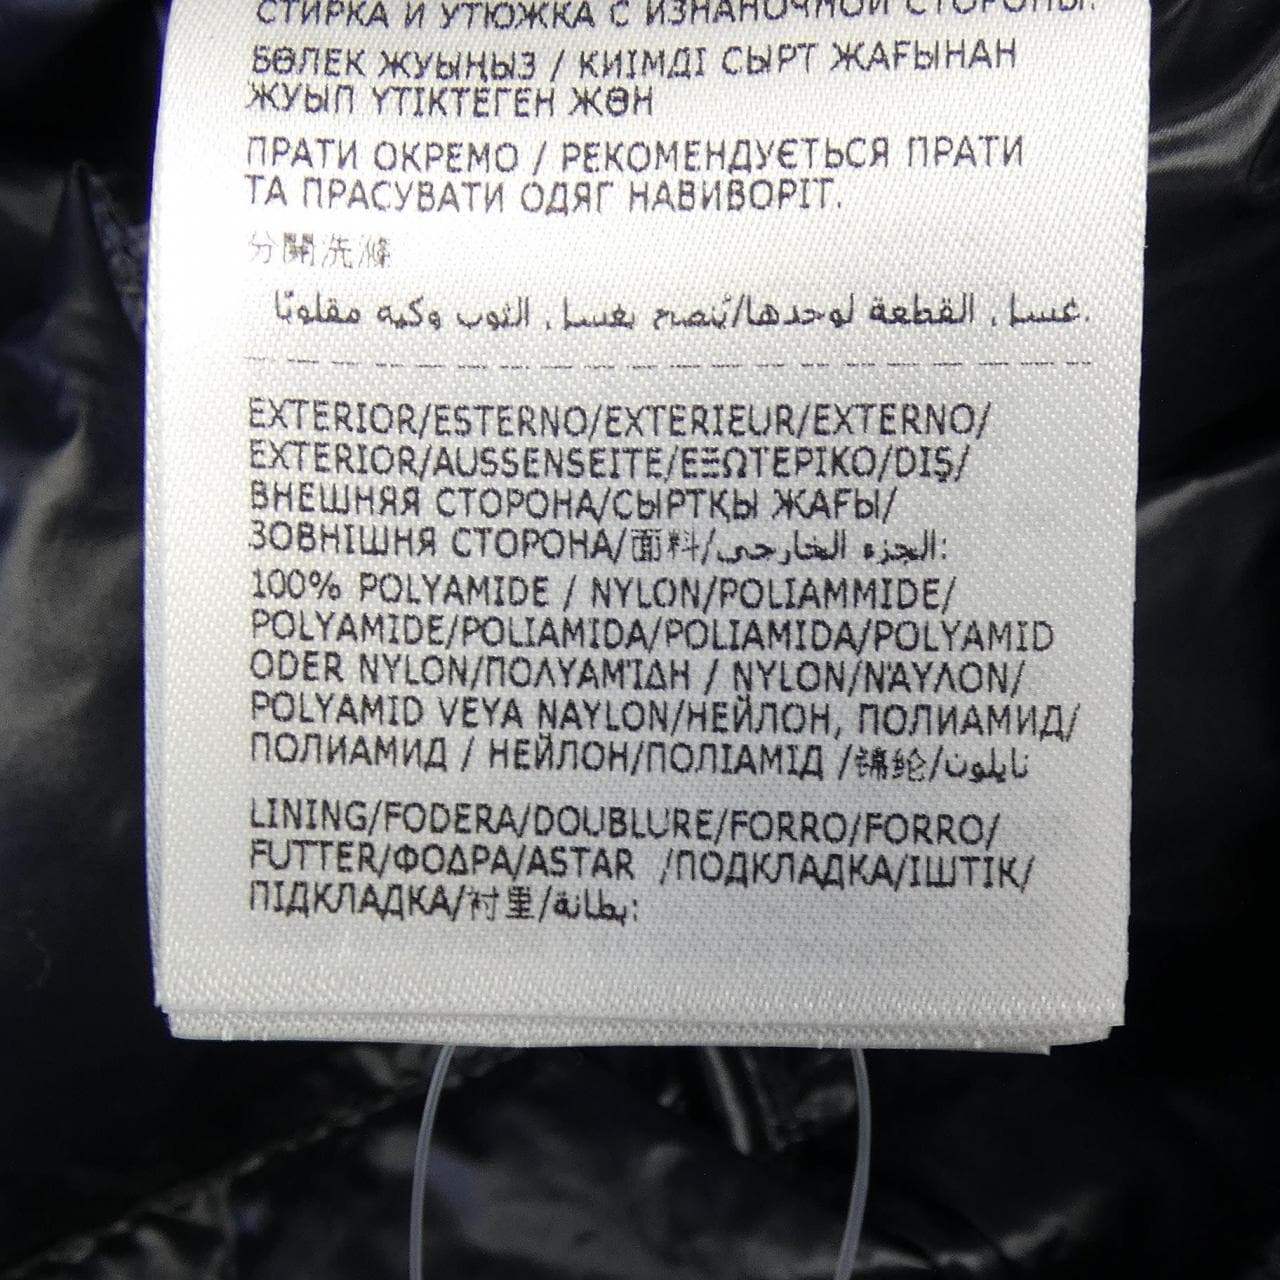 СТИРКА И УТЮЖКА С ИЗНАНОЧНОЙ СТОРОНЫ.
БӨЛЕК ЖУЫҢЫЗ / КИІМДІ СЫРТ ЖАҒЫНАН
ЖУЫП ҮТІКТЕГЕН ЖӨН
ПРАТИ ОКРЕМО / РЕКОМЕНДУЄТЬСЯ ПРАТИ
ТА ПРАСУВАТИ ОДЯГ НАВИВОРІТ.
分開洗滌
غسل القطعة لوحدها/يُنصح بغسل الثوب وكيه مقلوبًا.
EXTERIOR/ESTERNO/EXTERIEUR/EXTERNO/
EXTERIOR/AUSSENSEITE/ΕΞΩΤΕΡΙΚΟ/DIŞ/
ВНЕШНЯЯ СТОРОНА/СЫРТҚЫ ЖАҒЫ/
ЗОВНІШНЯ СТОРОНА/面料/الجزء الخارجي:
100% POLYAMIDE / NYLON/POLIAMMIDE/
POLYAMIDE/POLIAMIDA/POLIAMIDA/POLYAMID
ODER NYLON/ΠΟΛΥΑΜΊΔΗ / NYLON/ΝΆΥΛΟΝ/
POLYAMID VEYA NAYLON/НЕЙЛОН, ПОЛИАМИД/
ПОЛИАМИД / НЕЙЛОН/ПОЛІАМІД /锦纶/نايلون
LINING/FODERA/DOUBLURE/FORRO/FORRO/
FUTTER/ΦΟΔΡΑ/ASTAR /ПОДКЛАДКА/ІШТІК/
ПІДКЛАДКА/衬里/بطانة: